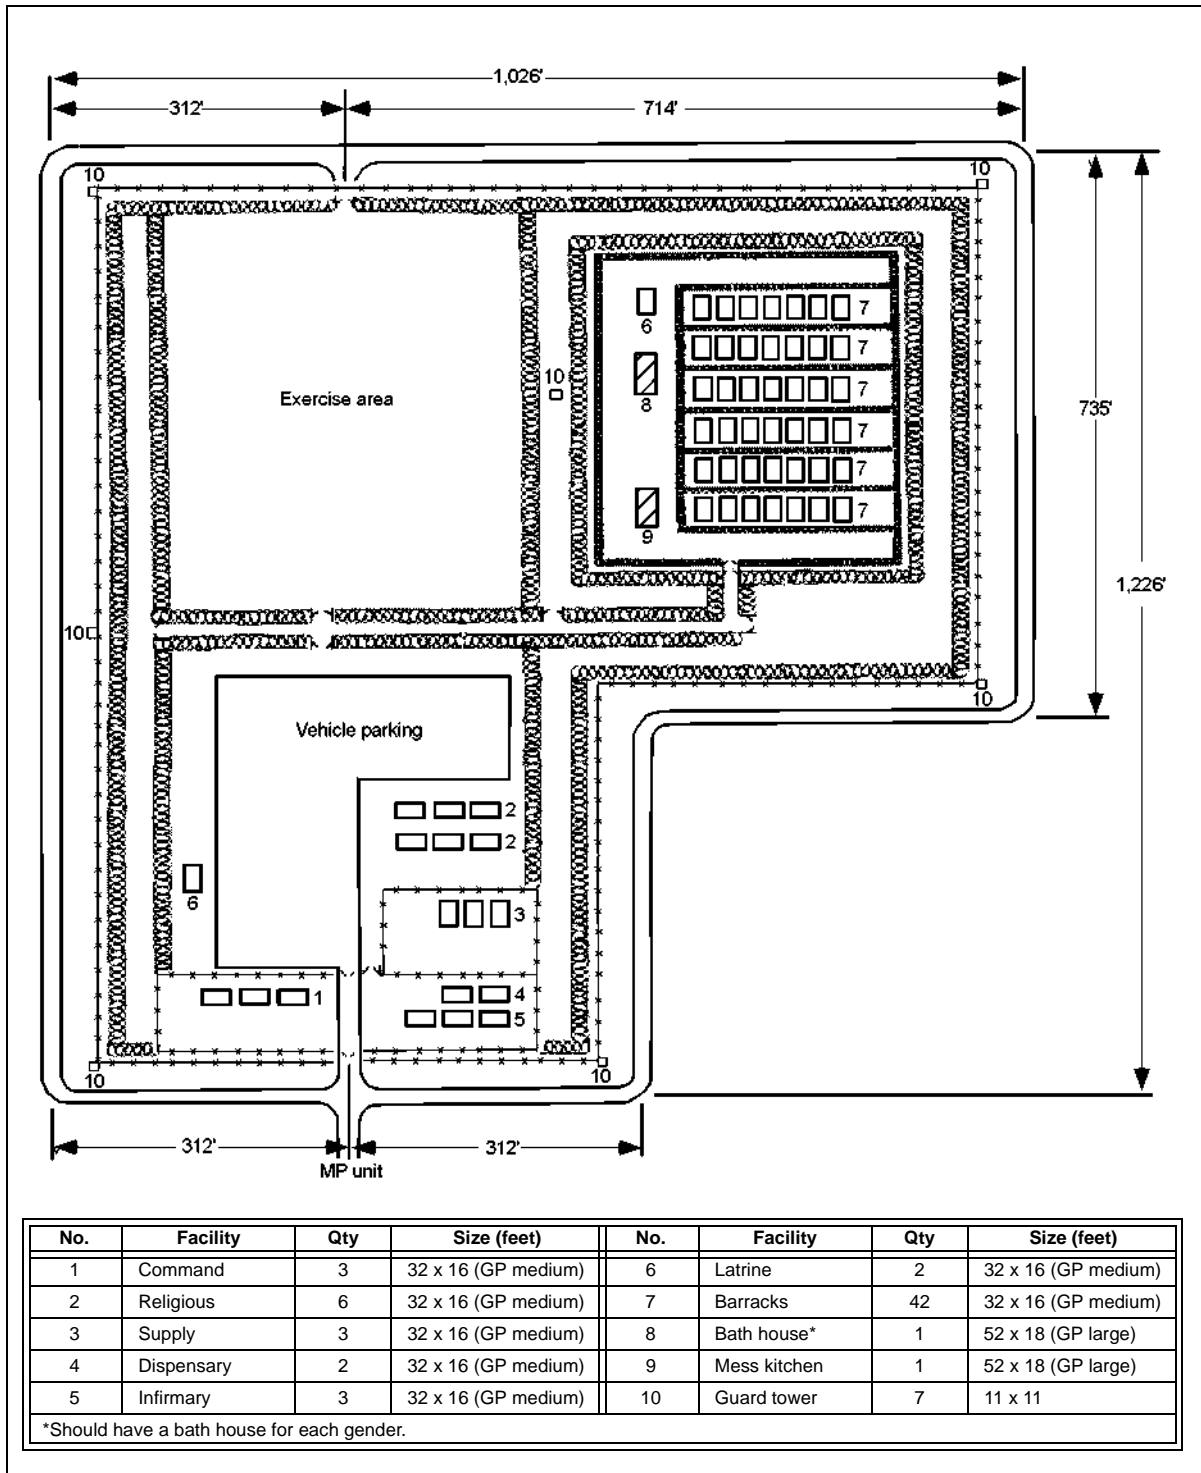 1,026'
312' 714'
10 10
6 7
7
10 8 7
Exercise area 735'
7
7
9 7
1,226'
10
10
Vehicle parking
2
2
6 3
1 4
5
10 10
312' 312'
MP unit
No. Facility Qty Size (feet) No. Facility Qty Size (feet)
1 Command 3 32 x 16 (GP medium) 6 Latrine 2 32 x 16 (GP medium)
2 Religious 6 32 x 16 (GP medium) 7 Barracks 42 32 x 16 (GP medium)
3 Supply 3 32 x 16 (GP medium) 8 Bath house* 1 52 x 18 (GP large)
4 Dispensary 2 32 x 16 (GP medium) 9 Mess kitchen 1 52 x 18 (GP large)
5 Infirmary 3 32 x 16 (GP medium) 10 Guard tower 7 11 x 11
*Should have a bath house for each gender.